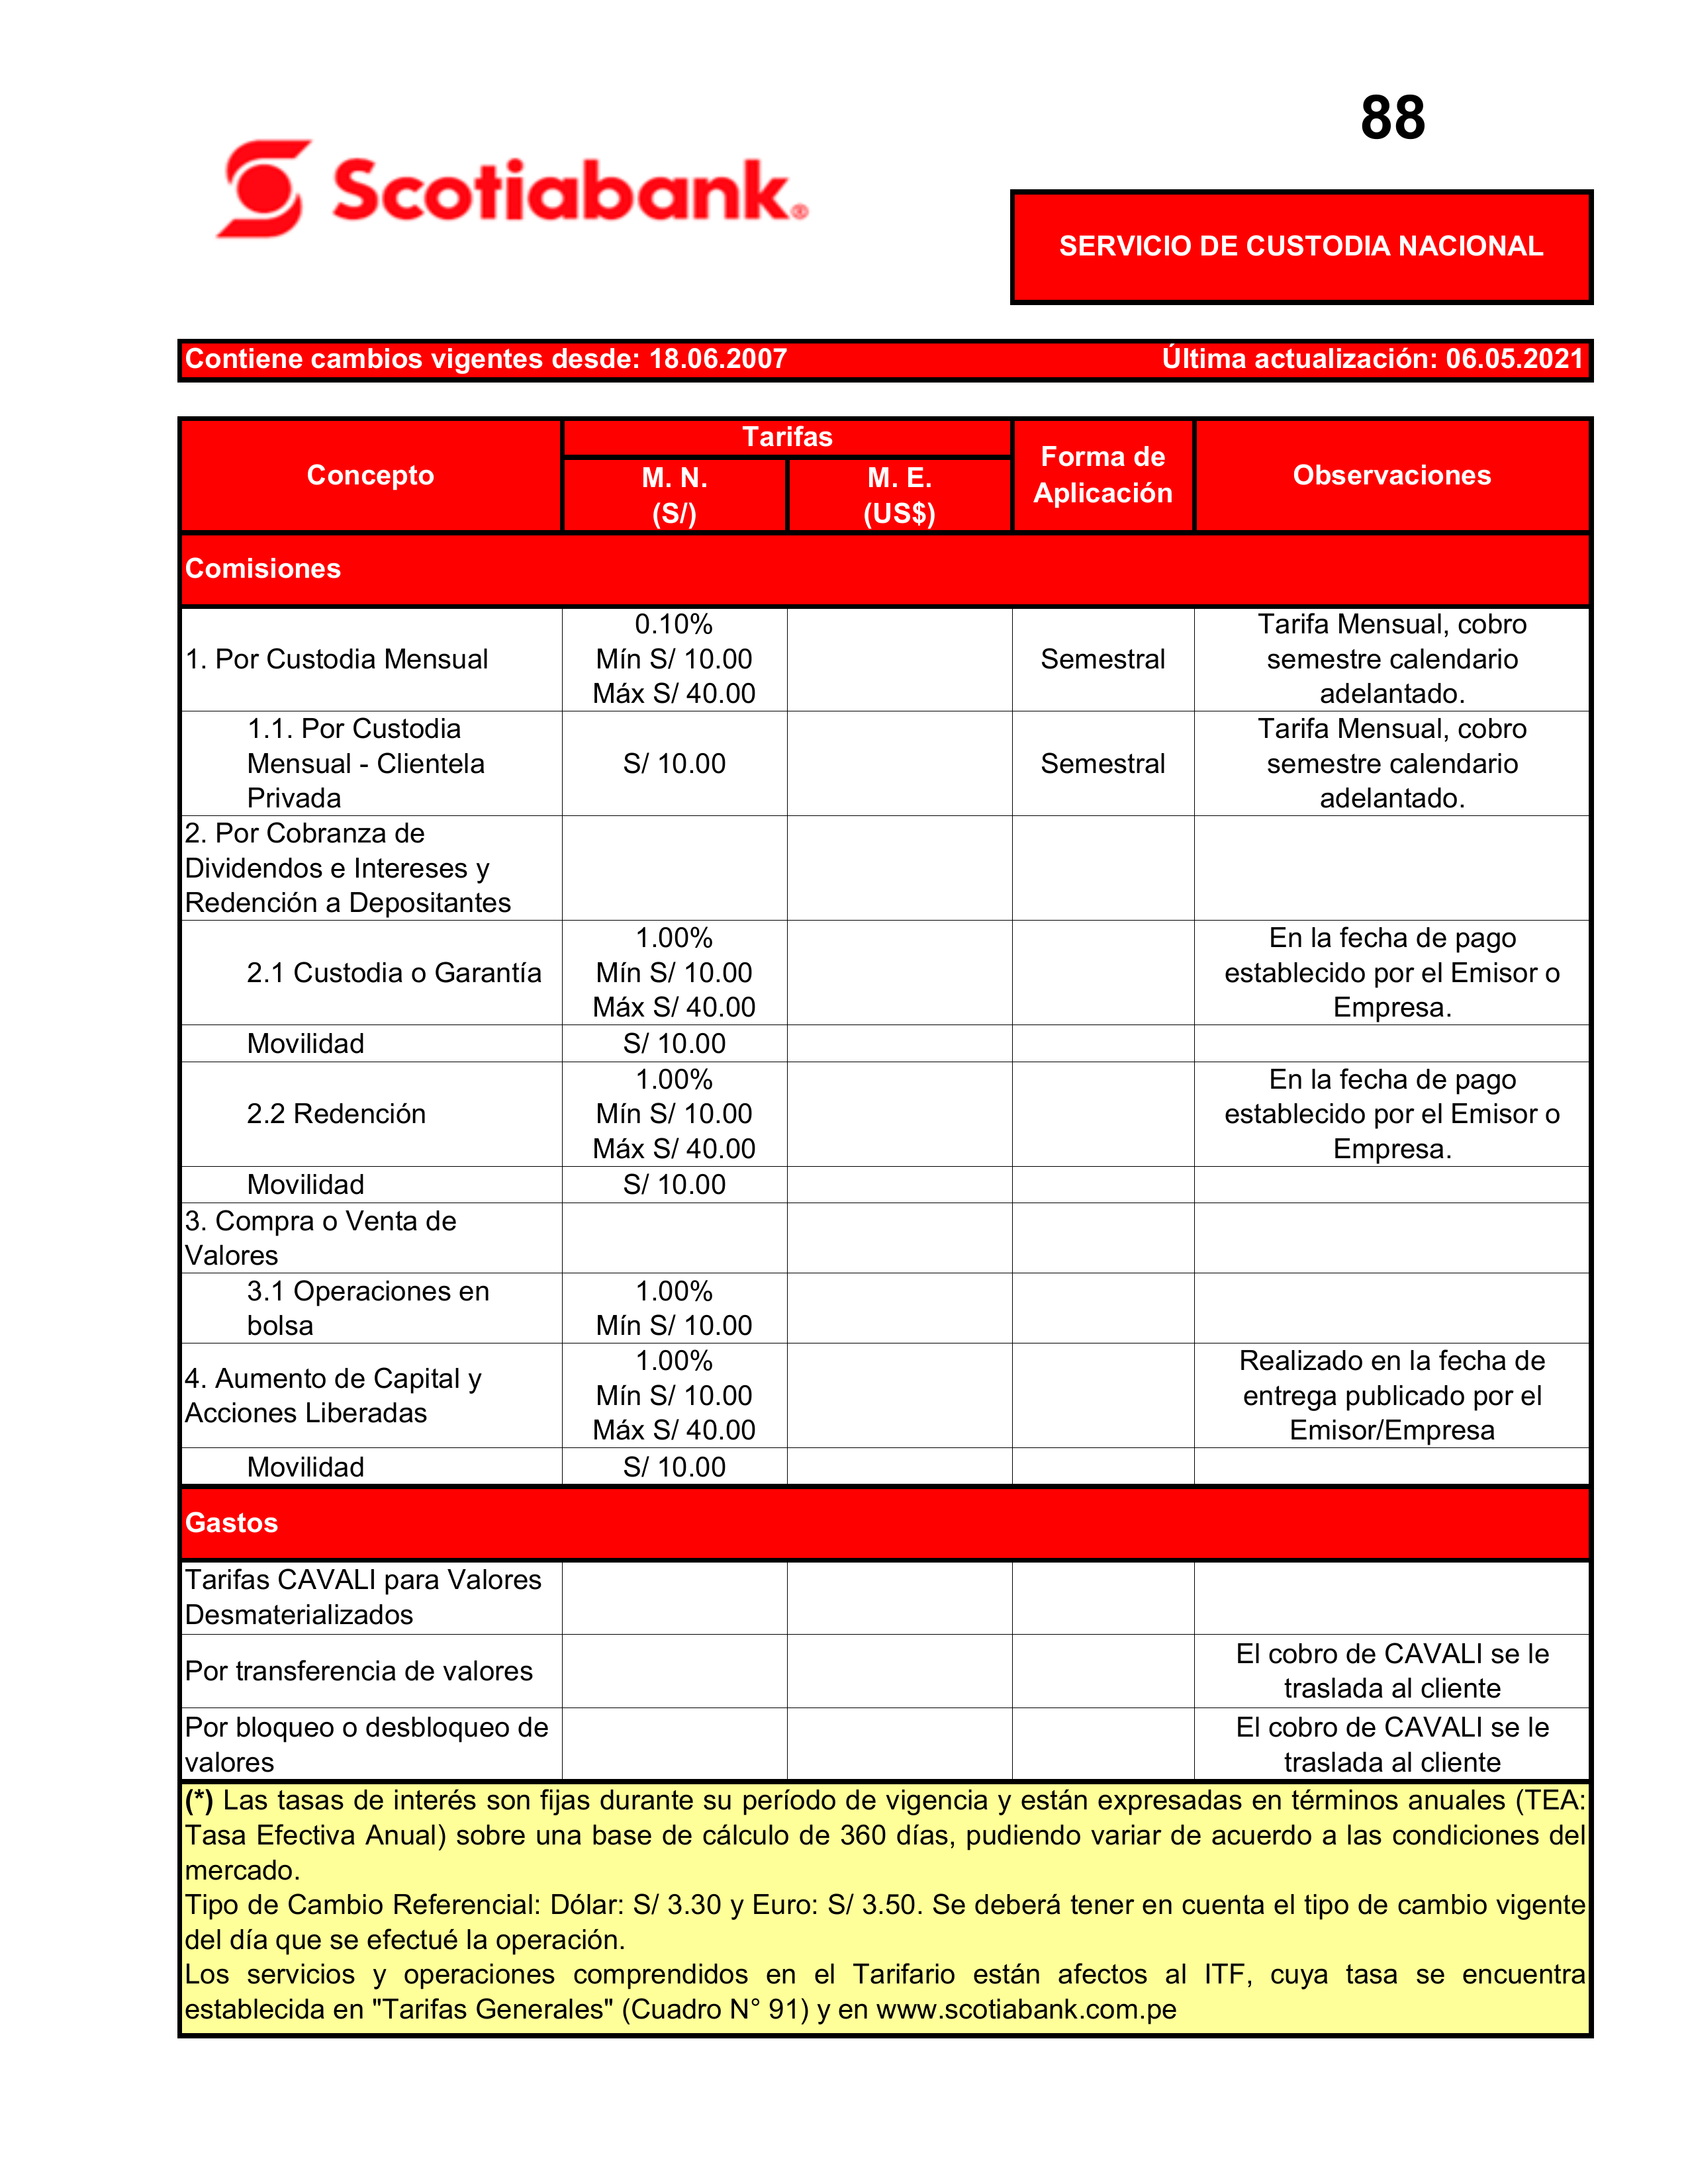 88
Scotiabank®
SERVICIO DE CUSTODIA NACIONAL
Contiene cambios vigentes desde: 18.06.2007 Última actualización: 06.05.2021
Concepto
Tarifas
M. N.
(S/)
M. E.
(US$)
Forma de
Aplicación
Observaciones
Comisiones
1. Por Custodia Mensual
0.10%
Mín S/ 10.00
Máx S/ 40.00
Semestral
Tarifa Mensual, cobro
semestre calendario
adelantado.
1.1. Por Custodia
Mensual - Clientela
Privada
S/ 10.00
Semestral
Tarifa Mensual, cobro
semestre calendario
adelantado.
2. Por Cobranza de
Dividendos e Intereses y
Redención a Depositantes
2.1 Custodia o Garantía
1.00%
Mín S/ 10.00
Máx S/ 40.00
En la fecha de pago
establecido por el Emisor o
Empresa.
Movilidad
S/ 10.00
2.2 Redención
1.00%
Mín S/ 10.00
Máx S/ 40.00
En la fecha de pago
establecido por el Emisor o
Empresa.
Movilidad
S/ 10.00
3. Compra o Venta de
Valores
3.1 Operaciones en
bolsa
1.00%
Mín S/ 10.00
4. Aumento de Capital y
Acciones Liberadas
1.00%
Mín S/ 10.00
Máx S/ 40.00
Realizado en la fecha de
entrega publicado por el
Emisor/Empresa
Movilidad
S/ 10.00
Gastos
Tarifas CAVALI para Valores
Desmaterializados
Por transferencia de valores
El cobro de CAVALI se le
traslada al cliente
Por bloqueo o desbloqueo de
valores
El cobro de CAVALI se le
traslada al cliente
(*) Las tasas de interés son fijas durante su período de vigencia y están expresadas en términos anuales (TEA:
Tasa Efectiva Anual) sobre una base de cálculo de 360 días, pudiendo variar de acuerdo a las condiciones del
mercado.
Tipo de Cambio Referencial: Dólar: S/ 3.30 y Euro: S/ 3.50. Se deberá tener en cuenta el tipo de cambio vigente
del día que se efectué la operación.
Los servicios y operaciones comprendidos en el Tarifario están afectos al ITF, cuya tasa se encuentra
establecida en "Tarifas Generales" (Cuadro N° 91) y en www.scotiabank.com.pe